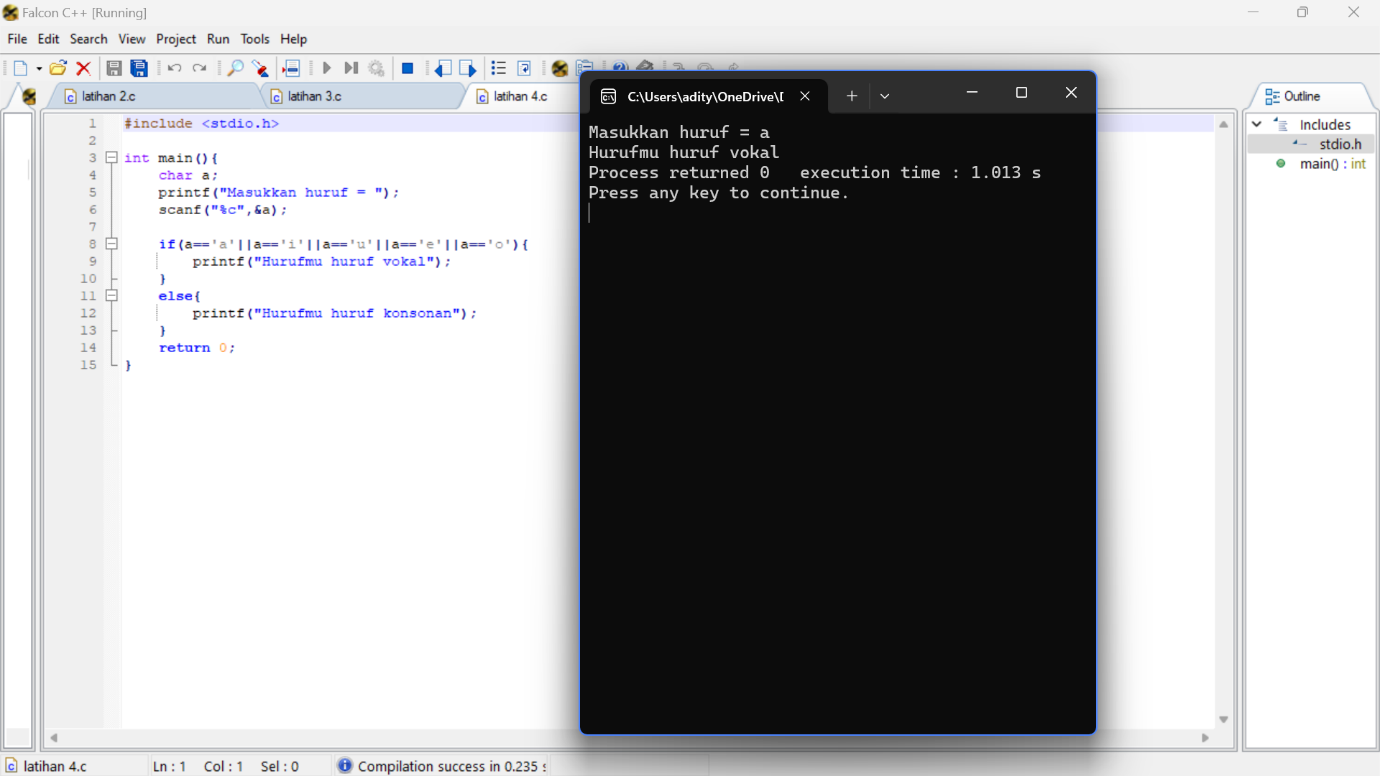 Falcon C++ [Running]
File Edit Search View Project Run Tools Help
latihan 2.c latihan 3.c latihan 4.c
C:\Users\adity\OneDrive\[
Outline
1 #include <stdio.h>
2
3 int main(){
4 char a;
5 printf("Masukkan huruf = ");
6 scanf("%c",&a);
7
8 if(a=='a'||a=='i'||a=='u'||a=='e'||a=='o'){
9 printf("Hurufmu huruf vokal");
10 }
11 else{
12 printf("Hurufmu huruf konsonan");
13 }
14 return 0;
15 }
Masukkan huruf = a
Hurufmu huruf vokal
Process returned 0   execution time : 1.013 s
Press any key to continue.
Includes
stdio.h
main() : int
latihan 4.c Ln : 1 Col : 1 Sel : 0 Compilation success in 0.235 s